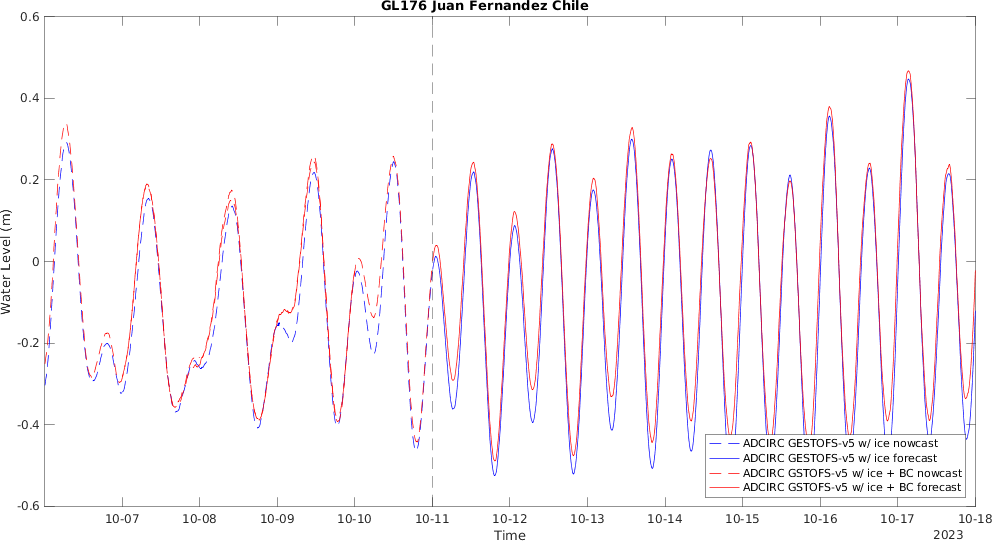 GL176 Juan Fernandez Chile
0.6
0.4
0.2
0
-0.2
-0.4
-0.6
Water Level (m)
ADCIRC GESTOFS-v5 w/ ice nowcast
ADCIRC GESTOFS-v5 w/ ice forecast
ADCIRC GSTOFS-v5 w/ ice + BC nowcast
ADCIRC GSTOFS-v5 w/ ice + BC forecast
10-07 10-08 10-09 10-10 10-11 10-12 10-13 10-14 10-15 10-16 10-17 10-18
Time
2023